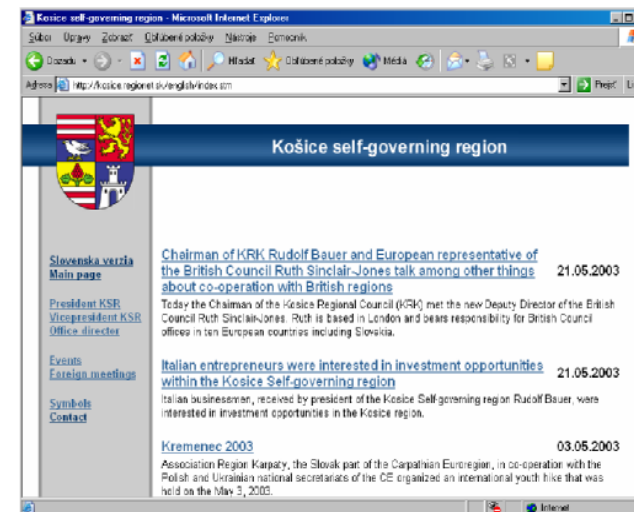 Kosice self-governing region - Microsoft Internet Explorer
Súbor Úpravy Zobraziť Obľúbené položky Nástroje Pomocník
Dozadu Hľadať Obľúbené položky Médiá
Adresa http://kosice.regionet.sk/english/index.stm Prejsť
Košice self-governing region
Slovenska verzia
Main page
President KSR
Vicepresident KSR
Office director
Events
Foreign meetings
Symbols
Contact
Chairman of KRK Rudolf Bauer and European representative of
the British Council Ruth Sinclair-Jones talk among other things 21.05.2003
about co-operation with British regions
Today the Chairman of the Kosice Regional Council (KRK) met the new Deputy Director of the British
Council Ruth Sinclair-Jones. Ruth is based in London and bears responsibility for British Council
offices in ten European countries including Slovakia.
Italian entrepreneurs were interested in investment opportunities
within the Kosice Self-governing region 21.05.2003
Italian businessmen, received by president of the Kosice Self-governing region Rudolf Bauer, were
interested in investment opportunities in the Kosice region.
Kremenec 2003 03.05.2003
Association Region Karpaty, the Slovak part of the Carpathian Euroregion, in co-operation with the
Polish and Ukrainian national secretariats of the CE organized an international youth hike that was
held on the May 3, 2003.
Internet